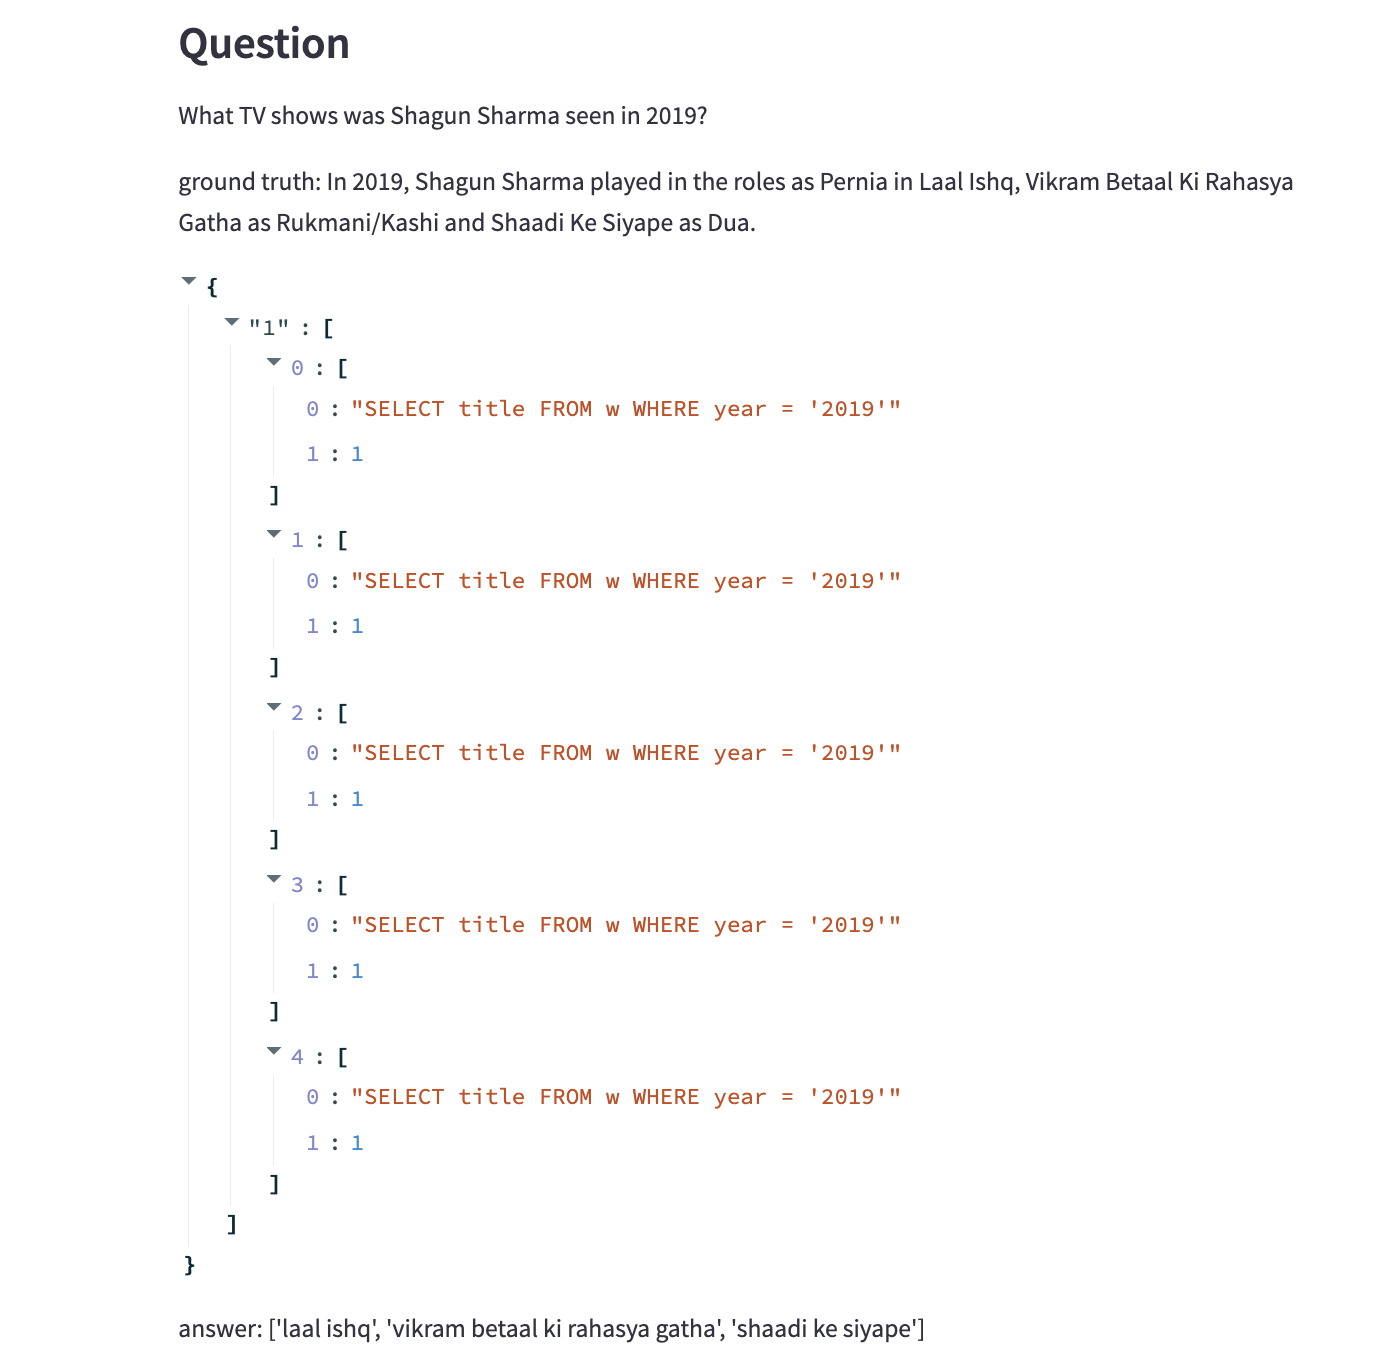 Question
What TV shows was Shagun Sharma seen in 2019?
ground truth: In 2019, Shagun Sharma played in the roles as Pernia in Laal Ishq, Vikram Betaal Ki Rahasya
Gatha as Rukmani/Kashi and Shaadi Ke Siyape as Dua.
{
"1" : [
0 : [
0 : "SELECT title FROM w WHERE year = '2019'"
1 : 1
]
1 : [
0 : "SELECT title FROM w WHERE year = '2019'"
1 : 1
]
2 : [
0 : "SELECT title FROM w WHERE year = '2019'"
1 : 1
]
3 : [
0 : "SELECT title FROM w WHERE year = '2019'"
1 : 1
]
4 : [
0 : "SELECT title FROM w WHERE year = '2019'"
1 : 1
]
]
}
answer: ['laal ishq', 'vikram betaal ki rahasya gatha', 'shaadi ke siyape']